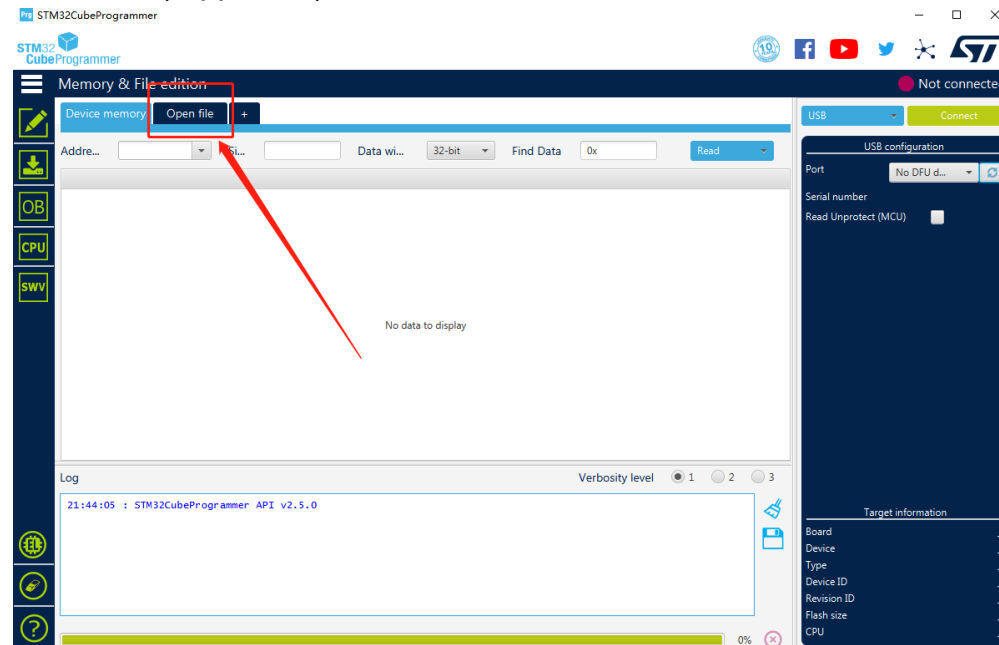 Prg STM32CubeProgrammer
STM32
CubeProgrammer
10
Memory & File edition
Not connecte
Device memory Open file +
USB Connect
Addre... Si... Data wi... 32-bit Find Data 0x Read
USB configuration
Port No DFU d...
Serial number
Read Unprotect (MCU)
OB
CPU
SWV
No data to display
Log Verbosity level 1 2 3
21:44:05 : STM32CubeProgrammer API v2.5.0
Target information
Board
Device
Type
Device ID
Revision ID
Flash size
CPU
0%